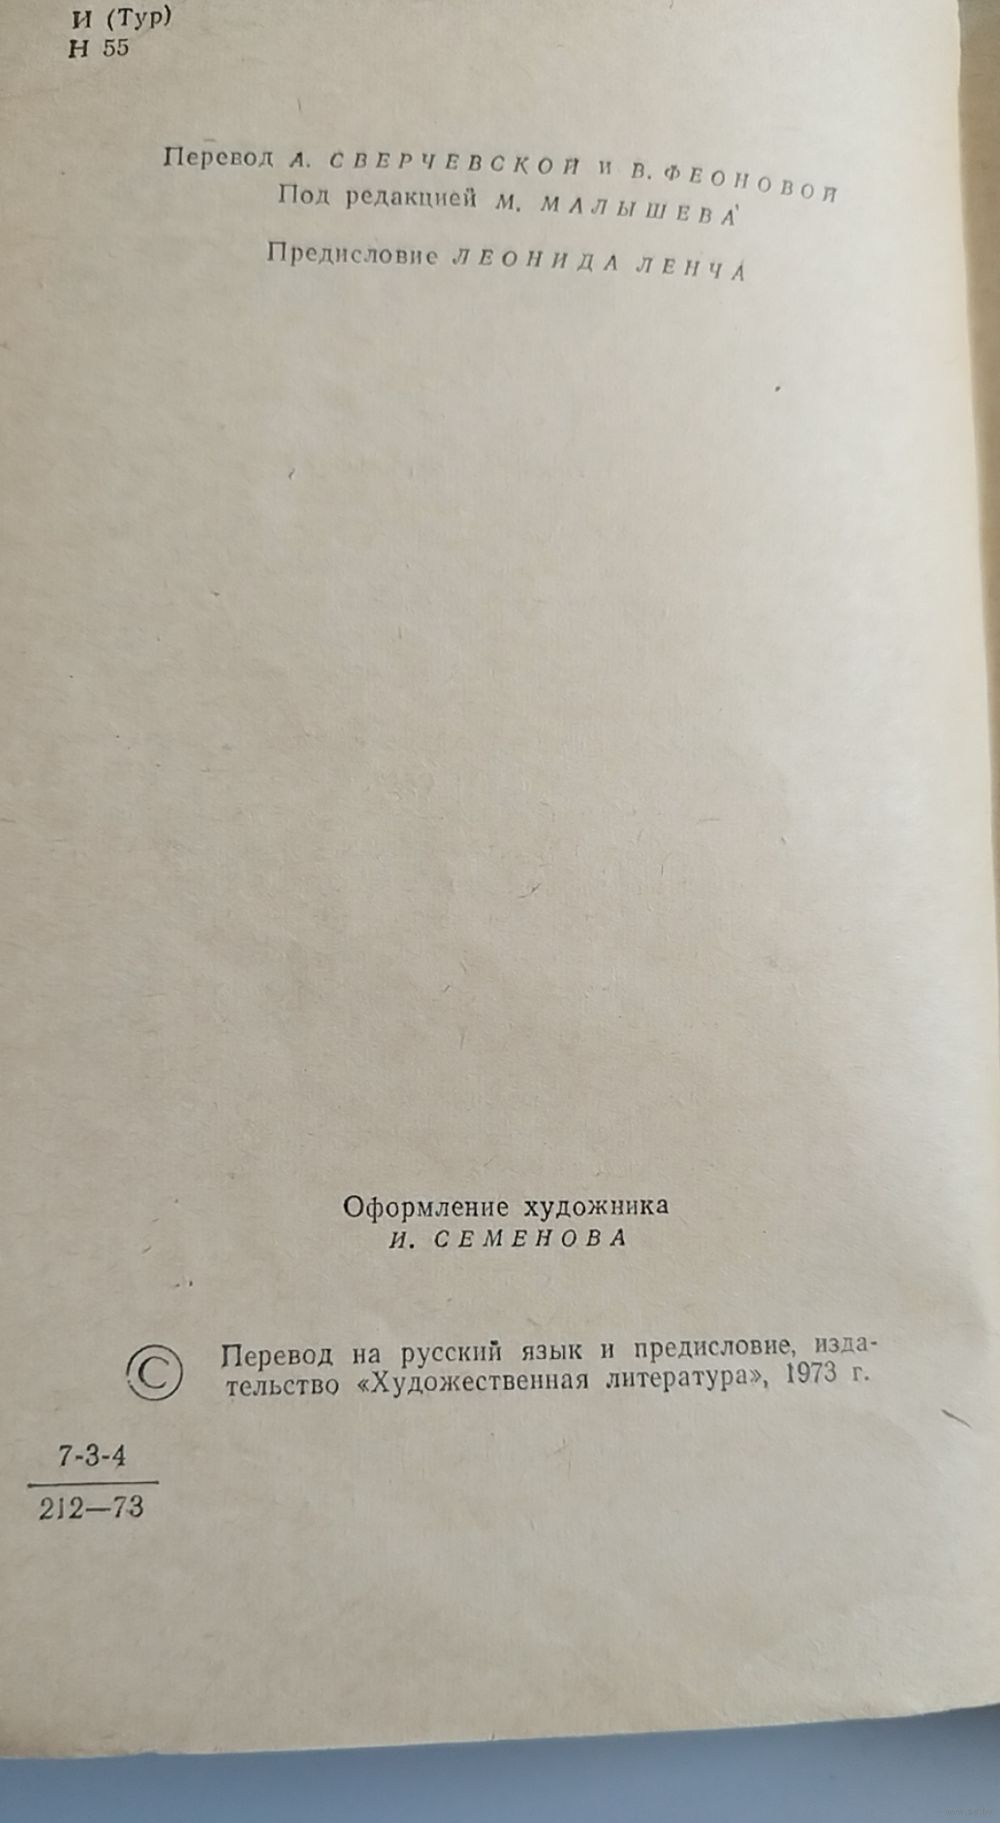 И (Тур)
Н 55
Перевод А. СВЕРЧЕВСКОЙ и В. ФЕОНОВОЙ
Под редакцией М. МАЛЫШЕВА
Предисловие ЛЕОНИДА ЛЕНЧА
Оформление художника
И. СЕМЕНОВА
© Перевод на русский язык и предисловие, изда-
тельство «Художественная литература», 1973 г.
7-3-4
212—73